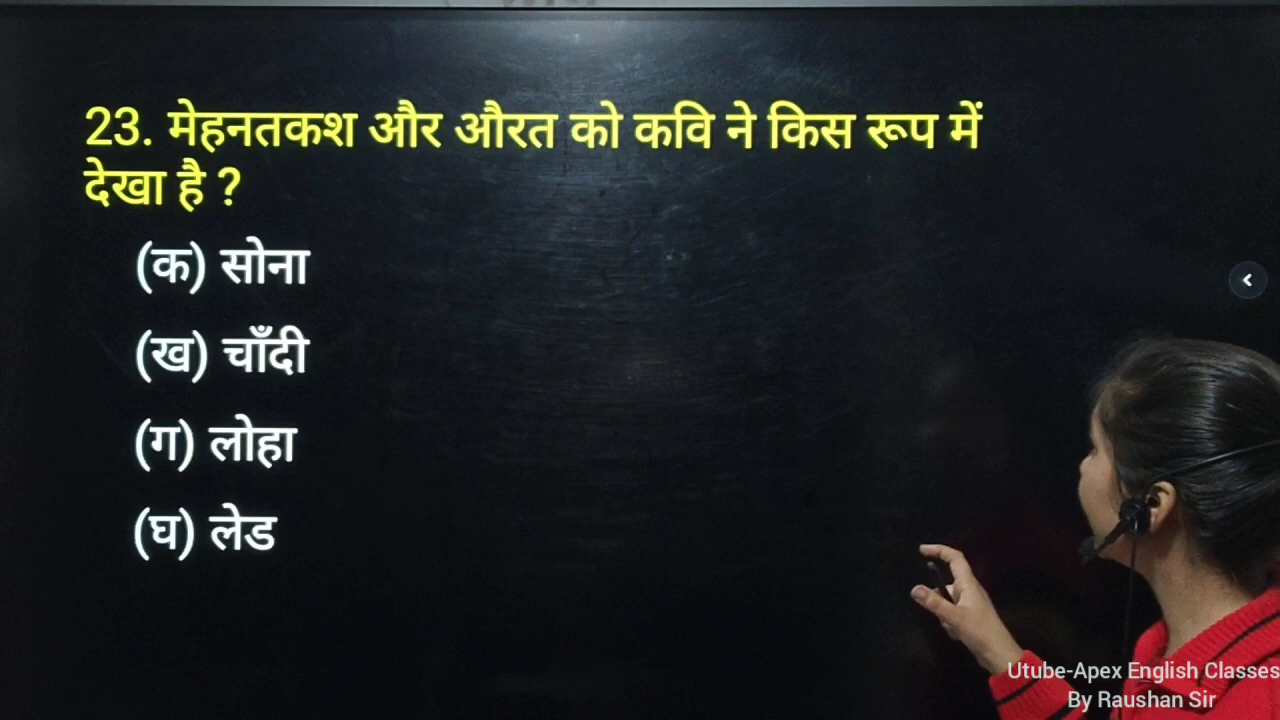 23. मेहनतकश और औरत को कवि ने किस रूप में
देखा है ?
(क) सोना
(ख) चाँदी
(ग) लोहा
(घ) लेड
Utube-Apex English Classes
By Raushan Sir